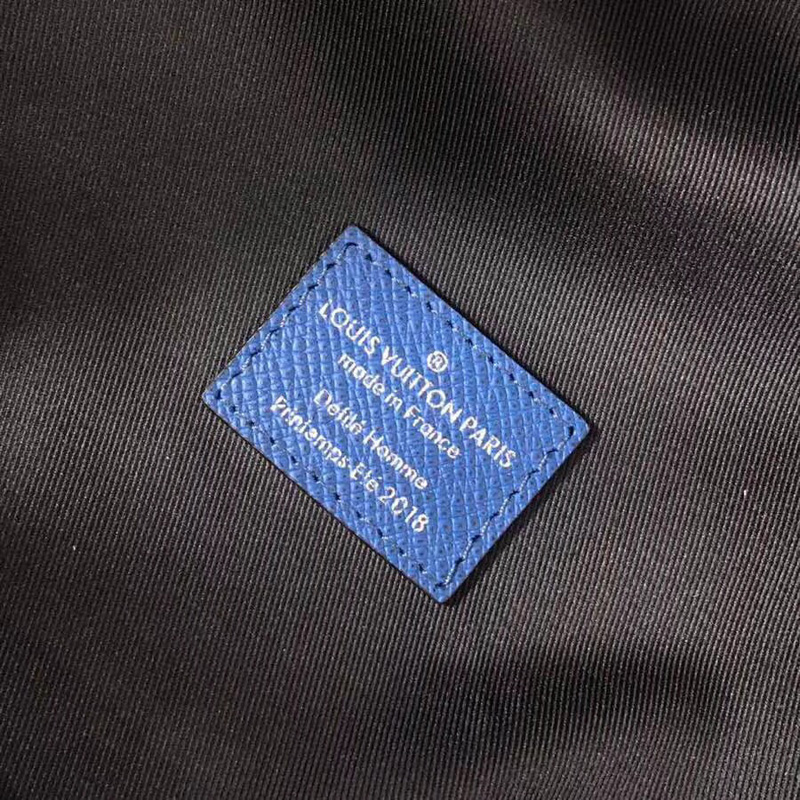 ®
LOUIS VUITTON PARIS
made in France
Défilé Homme
Printemps-Eté 2018